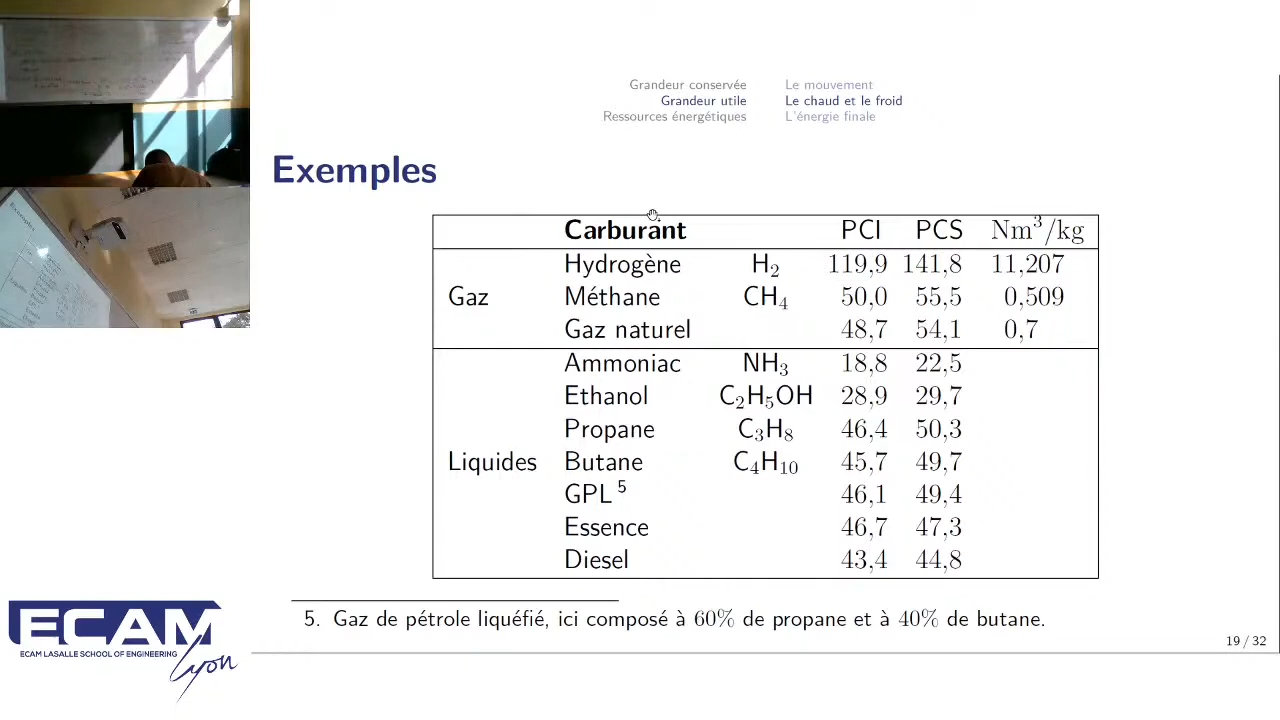 Grandeur conservée Le mouvement
Grandeur utile Le chaud et le froid
Ressources énergétiques L'énergie finale
Exemples
Carburant PCI PCS Nm³/kg
Hydrogène H₂ 119,9 141,8 11,207
Gaz Méthane CH₄ 50,0 55,5 0,509
Gaz naturel 48,7 54,1 0,7
Ammoniac NH₃ 18,8 22,5
Ethanol C₂H₅OH 28,9 29,7
Propane C₃H₈ 46,4 50,3
Liquides Butane C₄H₁₀ 45,7 49,7
GPL⁵ 46,1 49,4
Essence 46,7 47,3
Diesel 43,4 44,8
5. Gaz de pétrole liquéfié, ici composé à 60% de propane et à 40% de butane.
19 / 32
ECAM
ECAM LASALLE SCHOOL OF ENGINEERING
Lyon